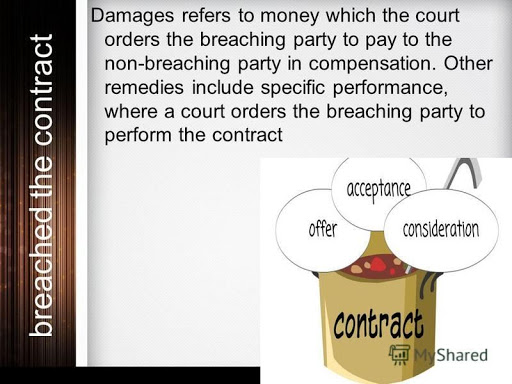 breached the contract
Damages refers to money which the court
orders the breaching party to pay to the
non-breaching party in compensation. Other
remedies include specific performance,
where a court orders the breaching party to
perform the contract
acceptance
offer
consideration
contract
MyShared